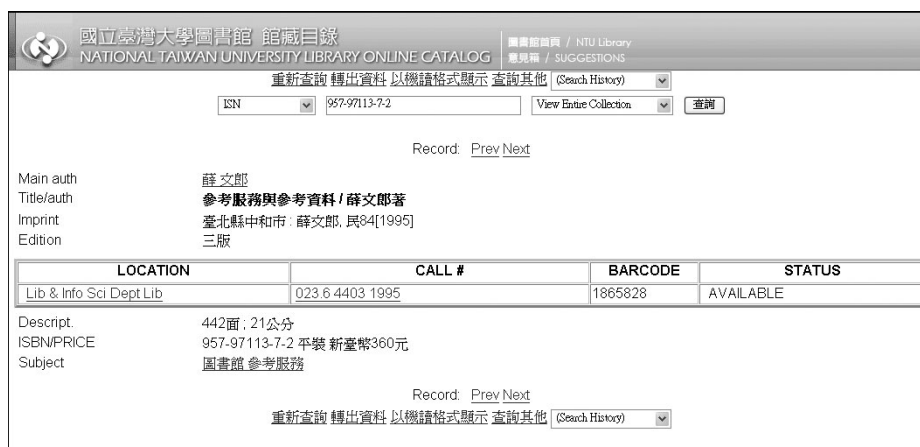 國立臺灣大學圖書館 館藏目錄
圖書館首頁 / NTU Library
NATIONAL TAIWAN UNIVERSITY LIBRARY ONLINE CATALOG
意見箱 / SUGGESTIONS
重新查詢 轉出資料 以機讀格式顯示 查詢其他 (Search History)
ISN 957-97113-7-2 View Entire Collection 查詢
Record: Prev Next
Main auth 薛文郎
Title/auth 參考服務與參考資料 / 薛文郎著
Imprint 臺北縣中和市 : 薛文郎, 民84[1995]
Edition 三版
LOCATION CALL # BARCODE STATUS
Lib & Info Sci Dept Lib 023.6 4403 1995 1865828 AVAILABLE
Descript. 442面 ; 21公分
ISBN/PRICE 957-97113-7-2 平裝 新臺幣360元
Subject 圖書館 參考服務
Record: Prev Next
重新查詢 轉出資料 以機讀格式顯示 查詢其他 (Search History)